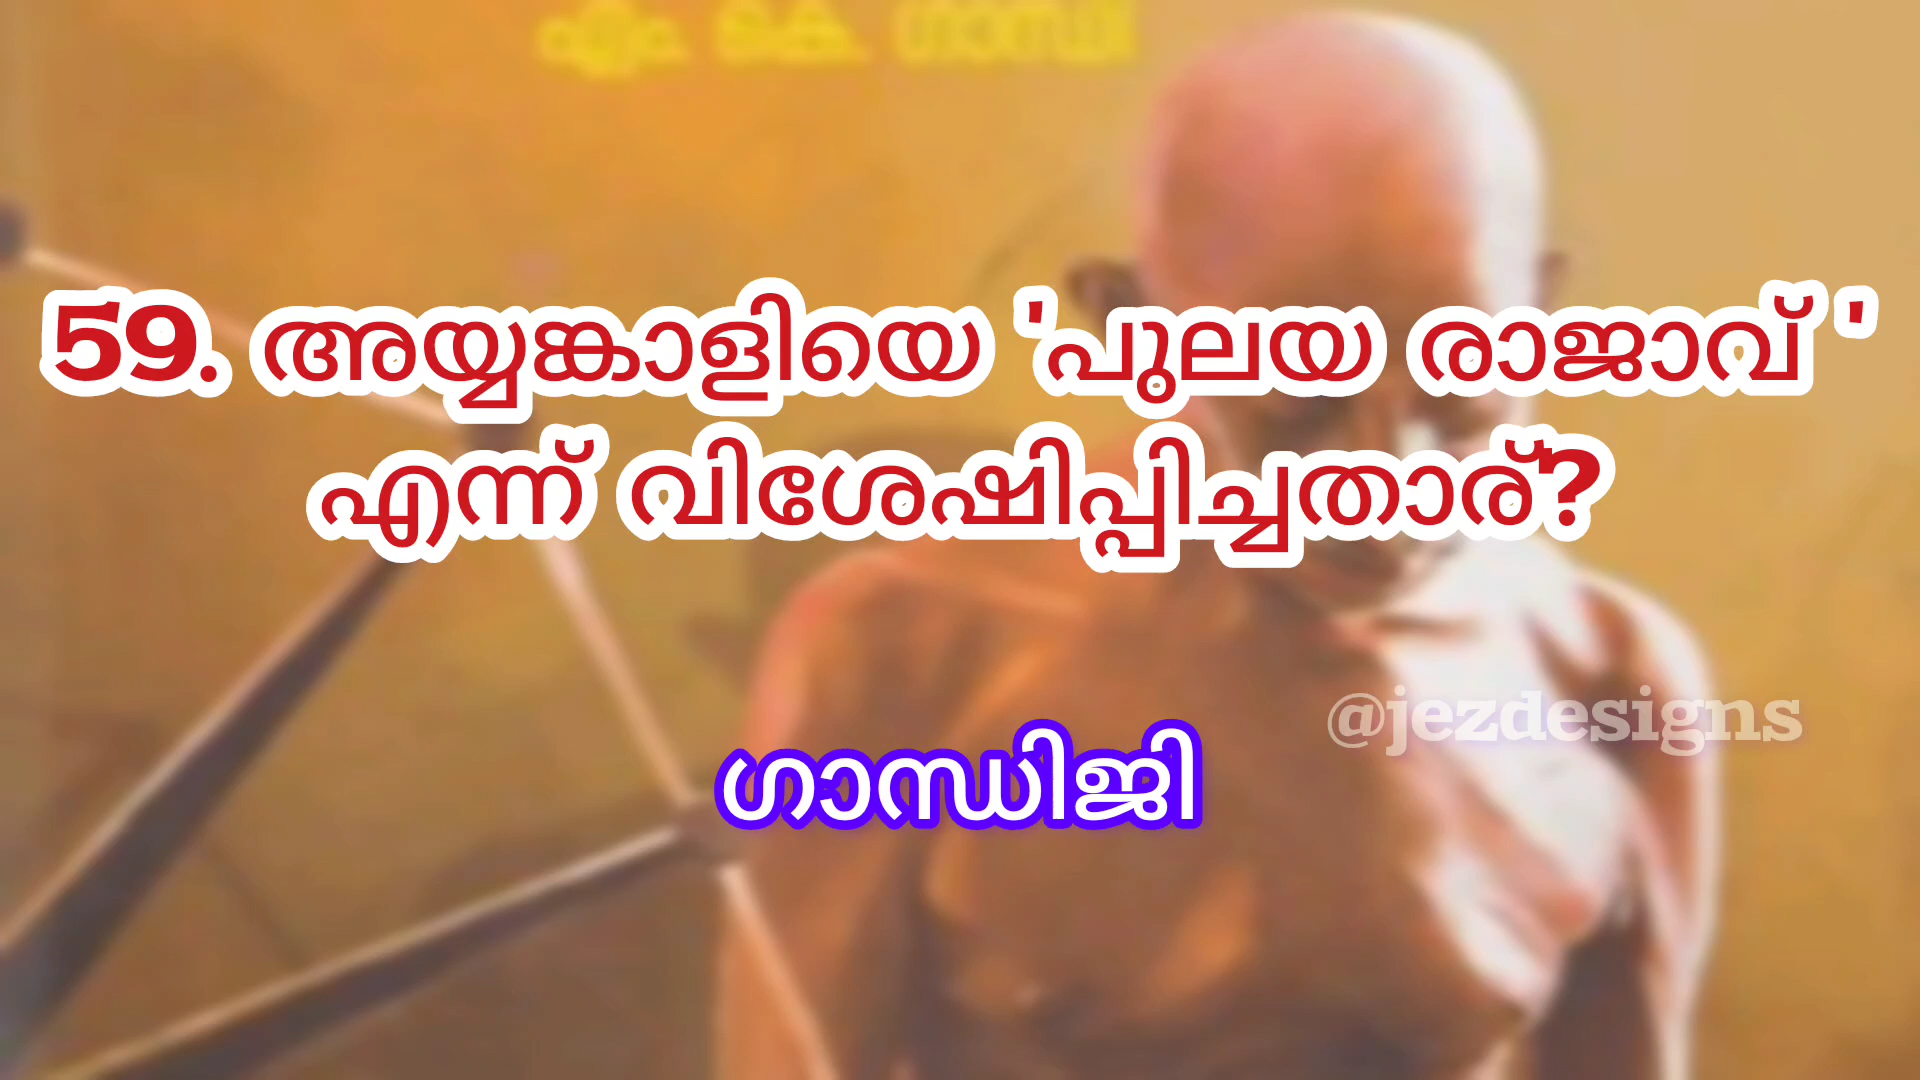 എം. കെ. ഗാന്ധി
59. അയ്യങ്കാളിയെ 'പുലയ രാജാവ് '
എന്ന് വിശേഷിപ്പിച്ചതാര്?
@jezdesigns
ഗാന്ധിജി